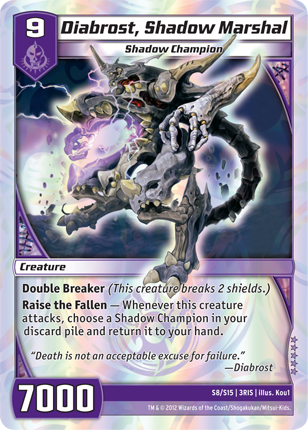 9
Diabrost, Shadow Marshal
Shadow Champion
Creature
Double Breaker (This creature breaks 2 shields.)
Raise the Fallen — Whenever this creature
attacks, choose a Shadow Champion in your
discard pile and return it to your hand.
"Death is not an acceptable excuse for failure."
—Diabrost
7000
S8/S15 | 3RIS | illus. Kou1
TM & © 2012 Wizards of the Coast/Shogakukan/Mitsui-Kids.